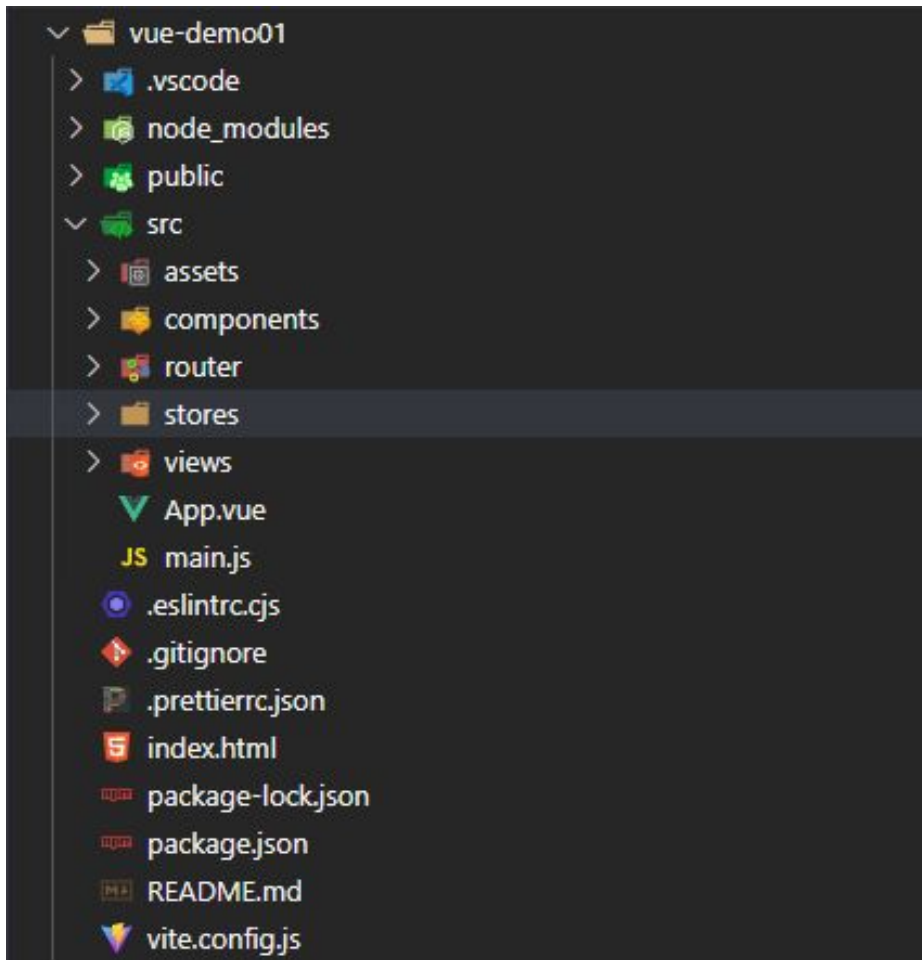 vue-demo01
.vscode
node_modules
public
src
assets
components
router
stores
views
App.vue
JS main.js
.eslintrc.cjs
.gitignore
.prettierrc.json
index.html
package-lock.json
package.json
README.md
vite.config.js